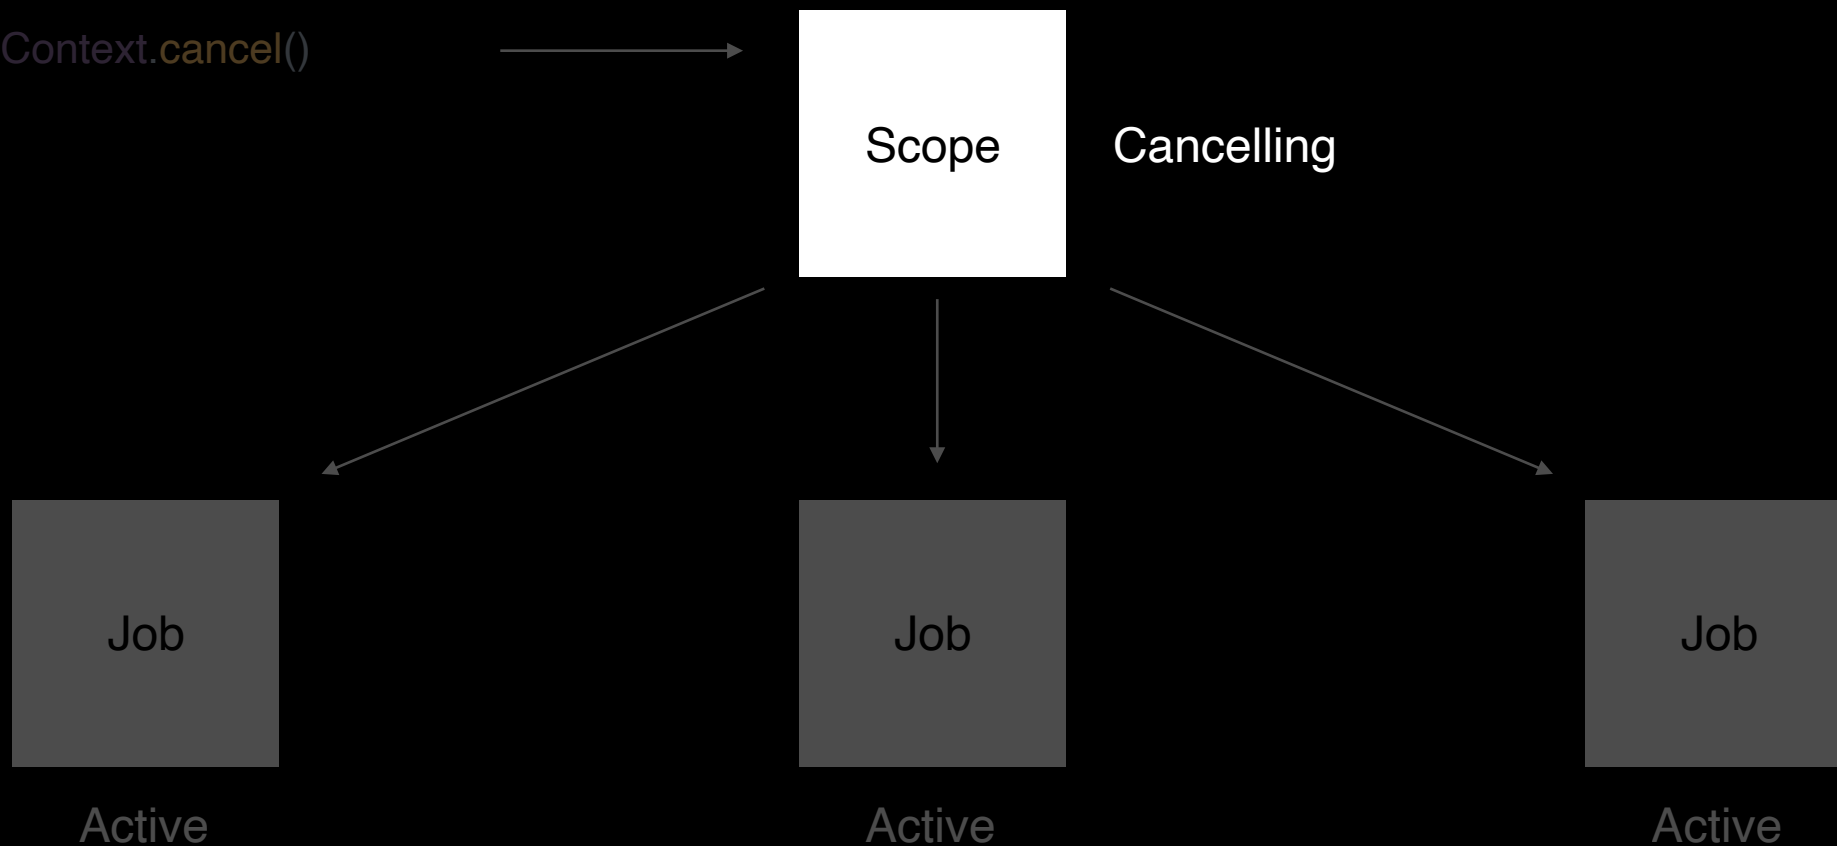 Context.cancel()
Scope
Cancelling
Job
Job
Job
Active
Active
Active